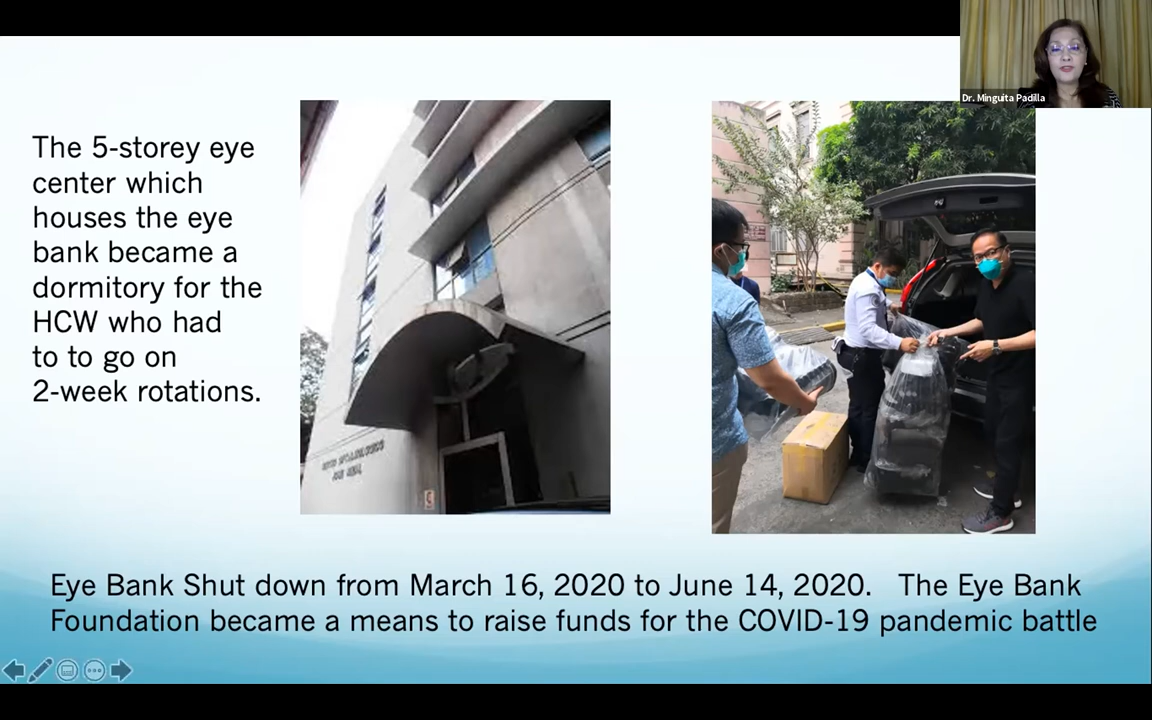 Dr. Minguita Padilla
The 5-storey eye
center which
houses the eye
bank became a
dormitory for the
HCW who had
to to go on
2-week rotations.
Eye Bank Shut down from March 16, 2020 to June 14, 2020. The Eye Bank
Foundation became a means to raise funds for the COVID-19 pandemic battle